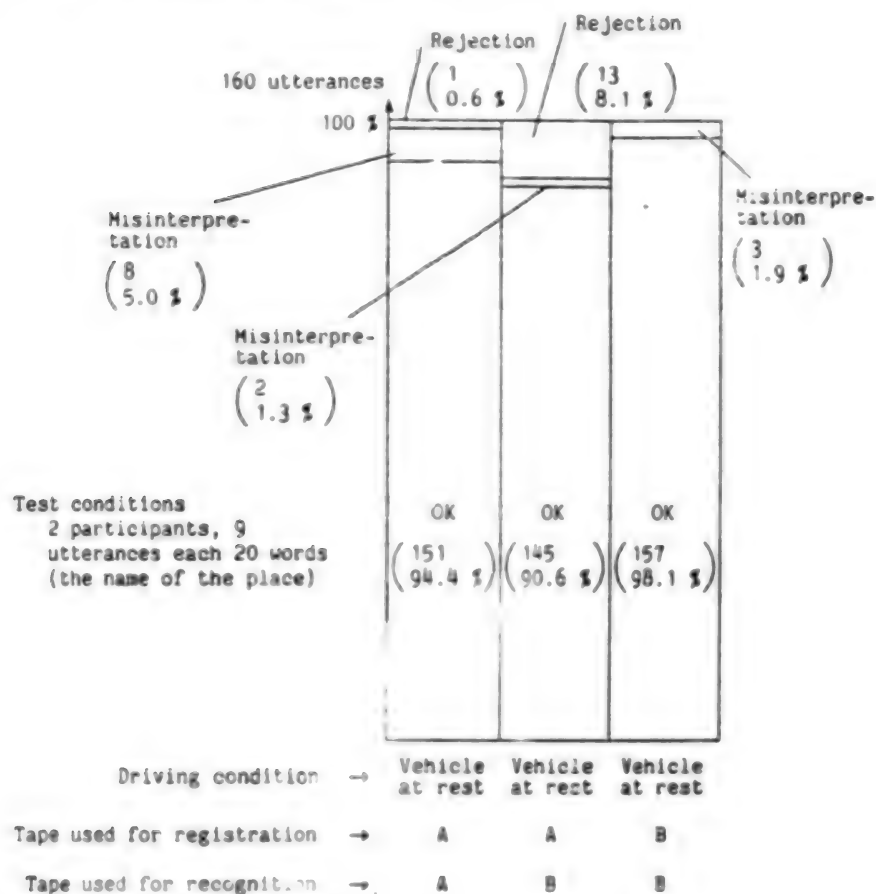 Rejection
( 1
0.6 % )
Rejection
( 13
8.1 % )
160 utterances
100 %
Misinterpre-
tation
( 8
5.0 % )
Misinterpre-
tation
( 2
1.3 % )
Misinterpre-
tation
( 3
1.9 % )
Test conditions
2 participants, 9
utterances each 20 words
(the name of the place)
OK OK OK
( 151 ) ( 145 ) ( 157 )
( 94.4 % ) ( 90.6 % ) ( 98.1 % )
Driving condition → Vehicle at rest Vehicle at rest Vehicle at rest
Tape used for registration → A A B
Tape used for recognition → A B B